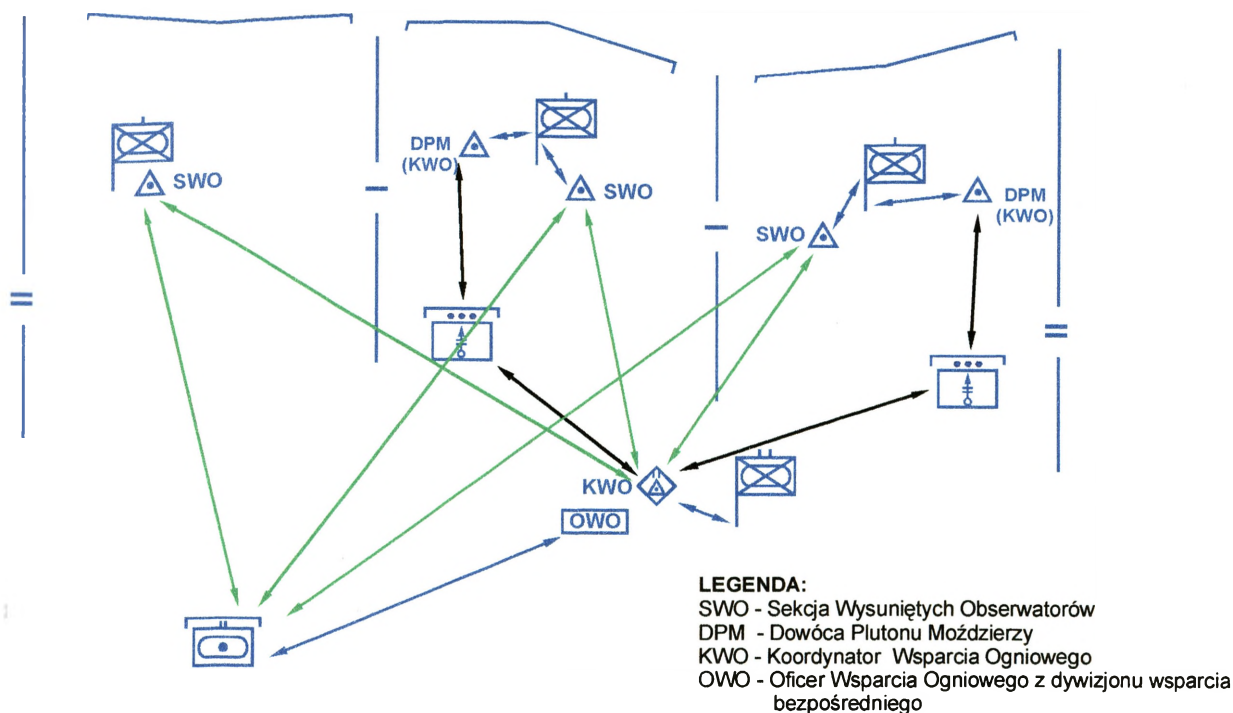 DPM
(KWO)
SWO
SWO
DPM
(KWO)
SWO
KWO
OWO
LEGENDA:
SWO - Sekcja Wysuniętych Obserwatorów
DPM - Dowóca Plutonu Moździerzy
KWO - Koordynator Wsparcia Ogniowego
OWO - Oficer Wsparcia Ogniowego z dywizjonu wsparcia
bezpośredniego